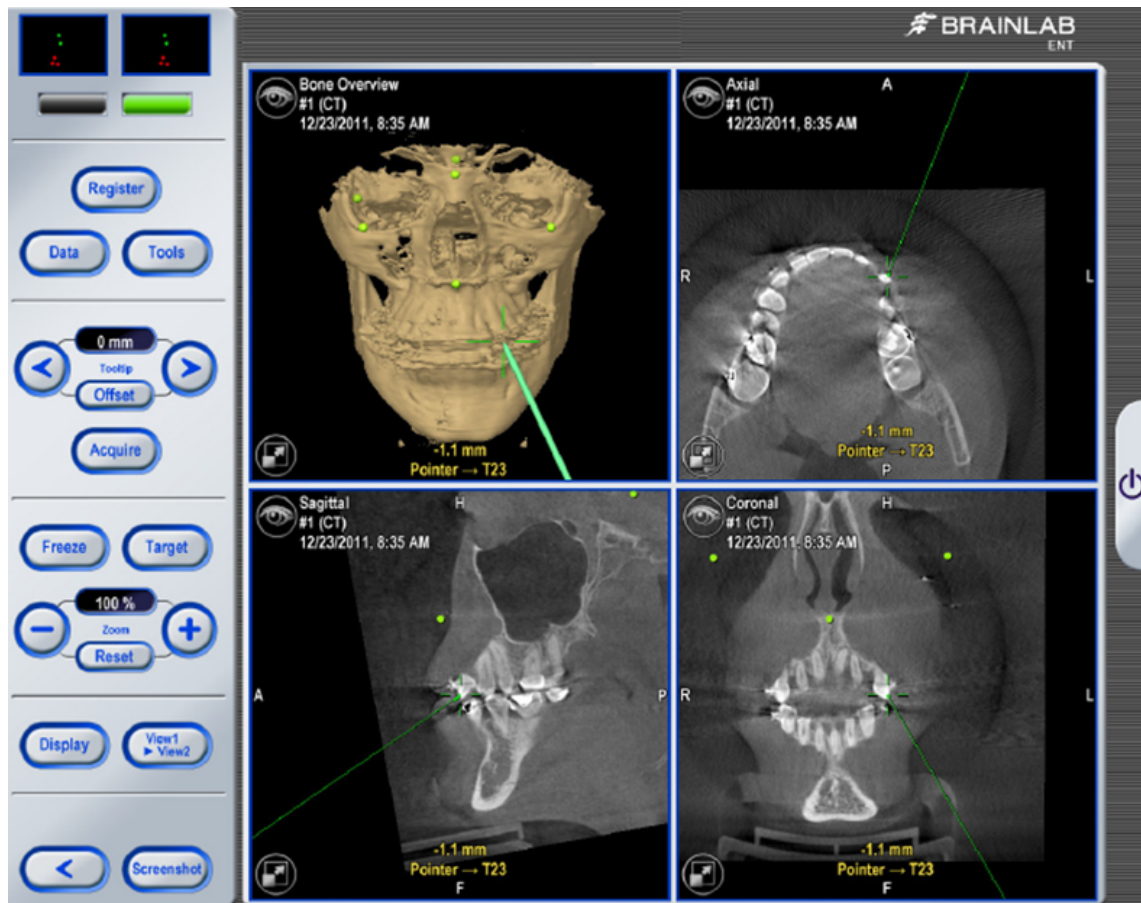 BRAINLAB
ENT
Register
Data
Tools
0 mm
Tooltip
Offset
Acquire
Freeze
Target
100 %
Zoom
Reset
Display
View1
► View2
Screenshot
Bone Overview
#1 (CT)
12/23/2011, 8:35 AM
-1.1 mm
Pointer → T23
Axial
#1 (CT)
12/23/2011, 8:35 AM
A
R
L
-1.1 mm
Pointer → T23
P
Sagittal
#1 (CT)
12/23/2011, 8:35 AM
H
A
P
-1.1 mm
Pointer → T23
F
Coronal
#1 (CT)
12/23/2011, 8:35 AM
H
R
L
-1.1 mm
Pointer → T23
F